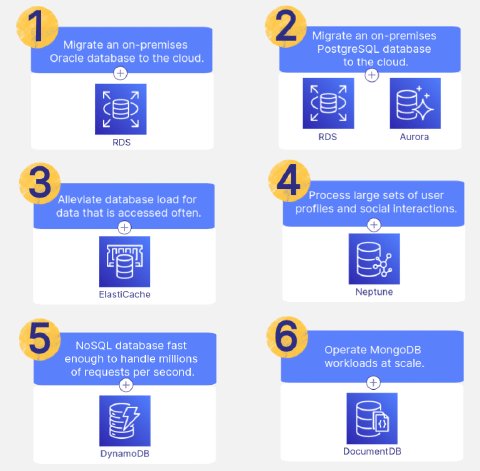 1
Migrate an on-premises
Oracle database to the cloud.
RDS
2
Migrate an on-premises
PostgreSQL database
to the cloud.
RDS
Aurora
3
Alleviate database load for
data that is accessed often.
ElastiCache
4
Process large sets of user
profiles and social interactions.
Neptune
5
NoSQL database fast
enough to handle millions
of requests per second.
DynamoDB
6
Operate MongoDB
workloads at scale.
DocumentDB